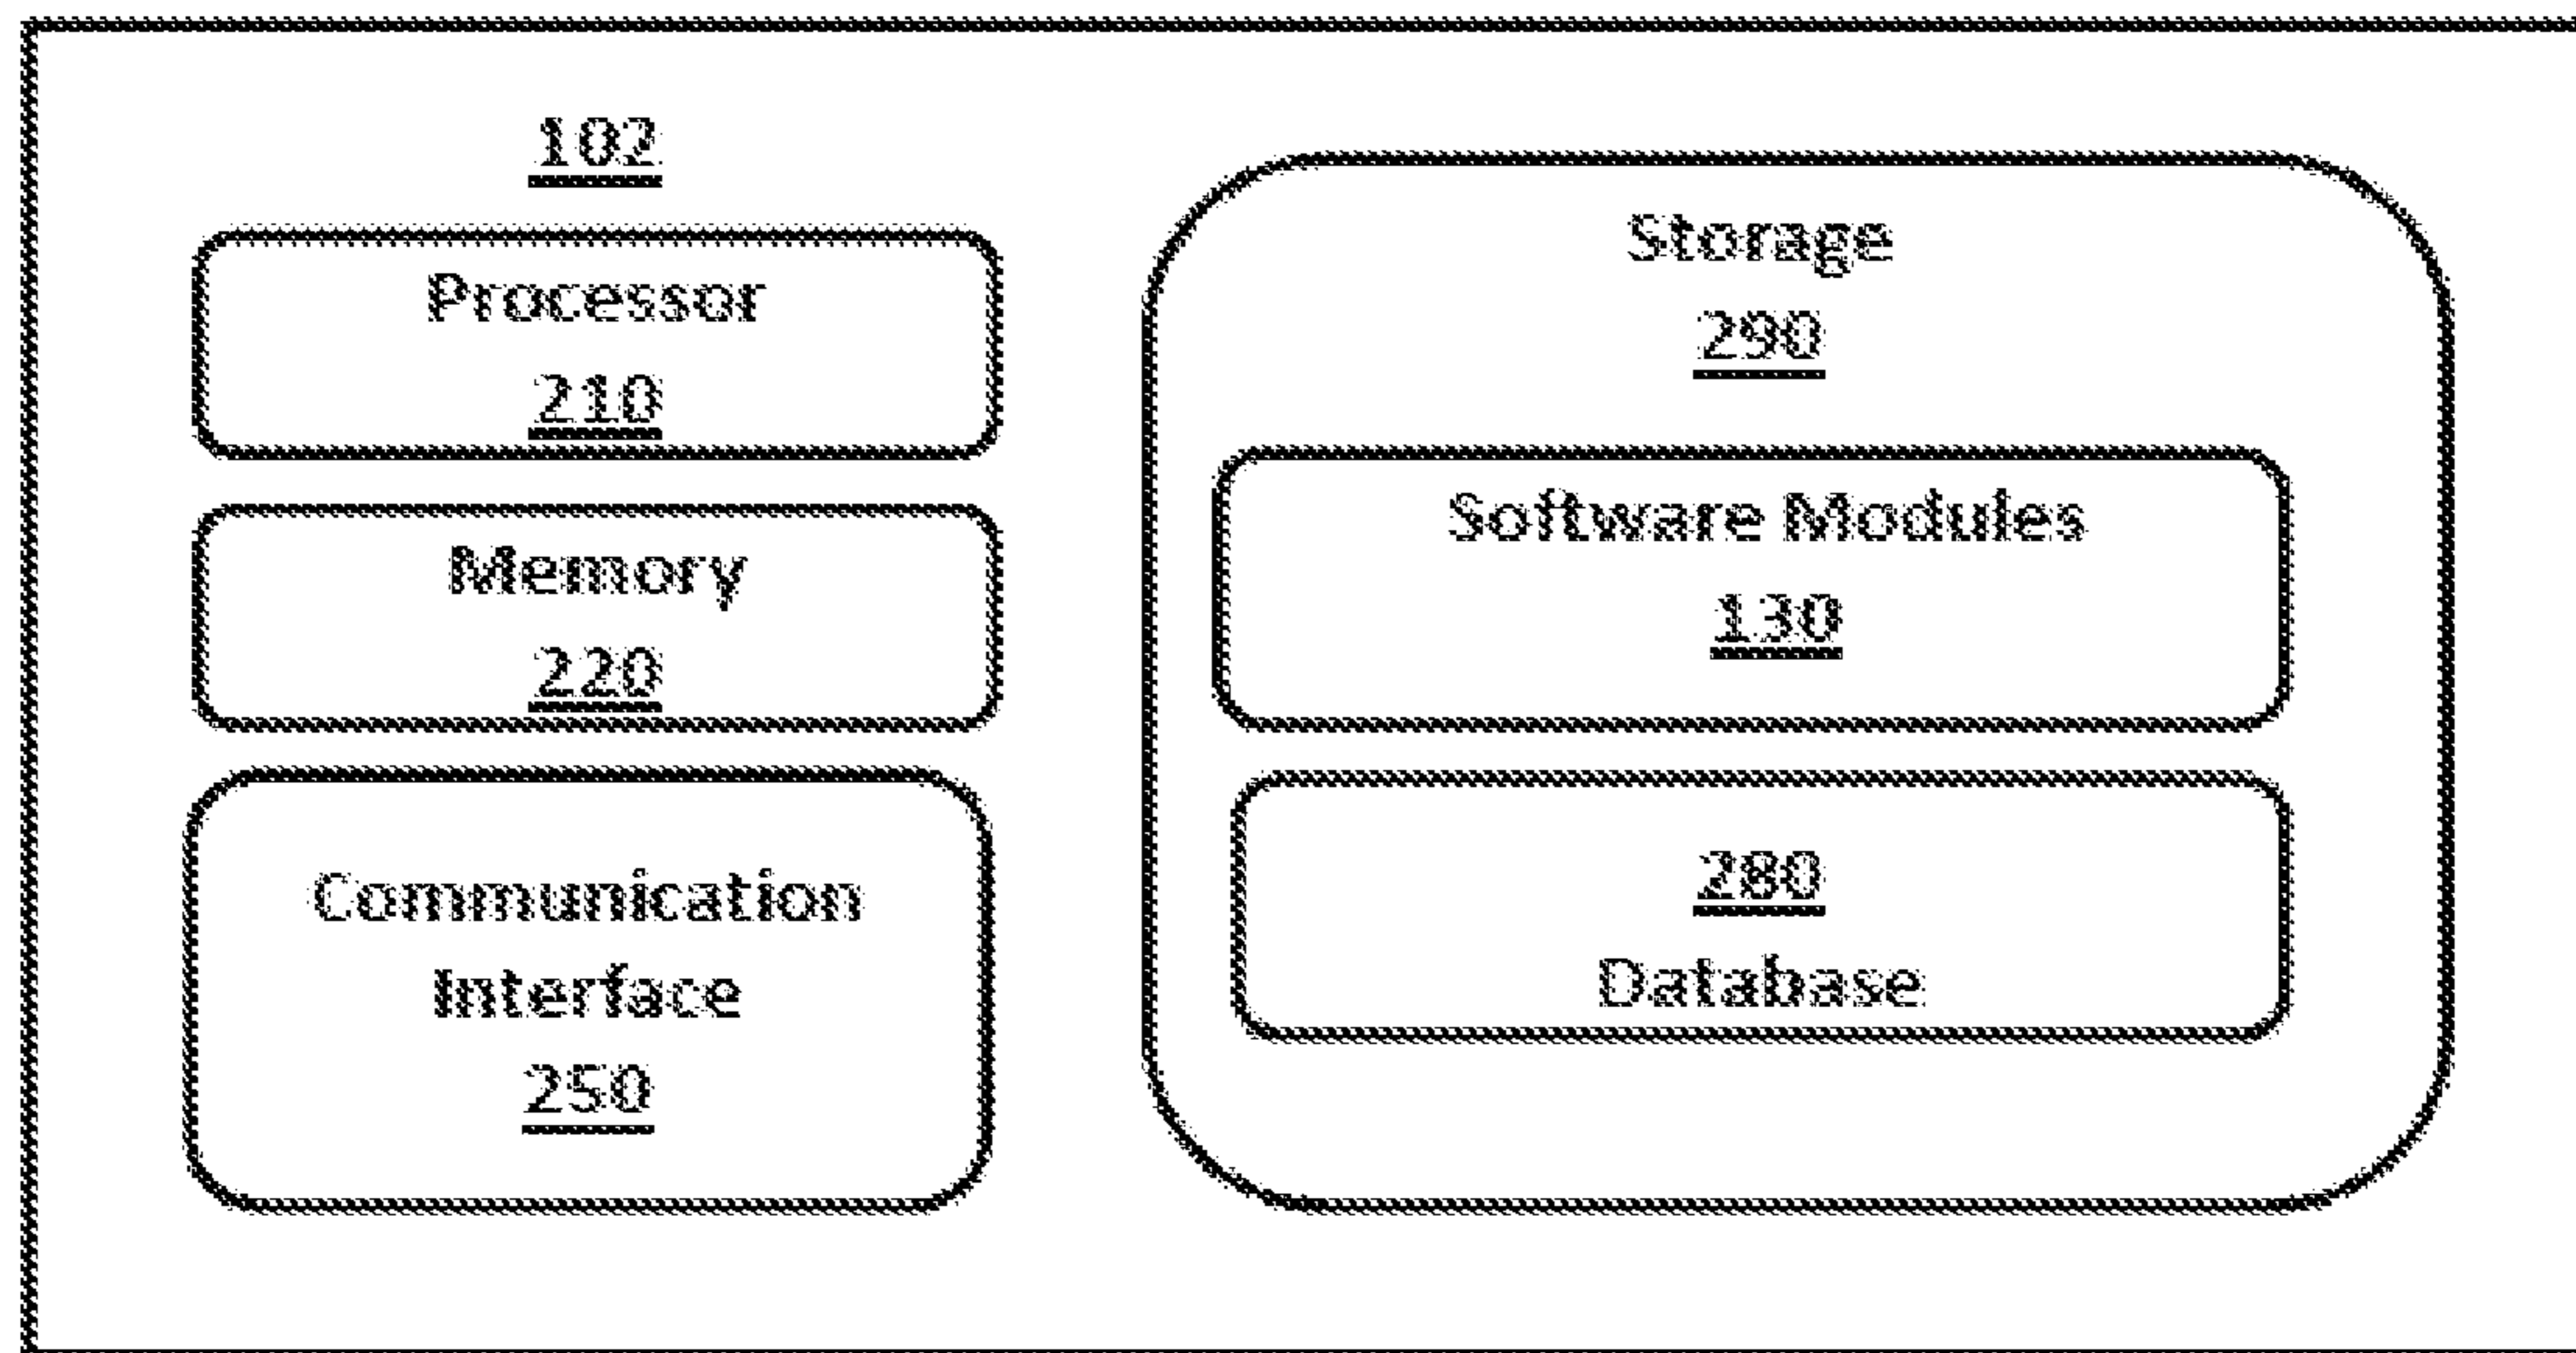 102
Processor
210
Memory
220
Communication
Interface
250
Storage
290
Software Modules
130
280
Database